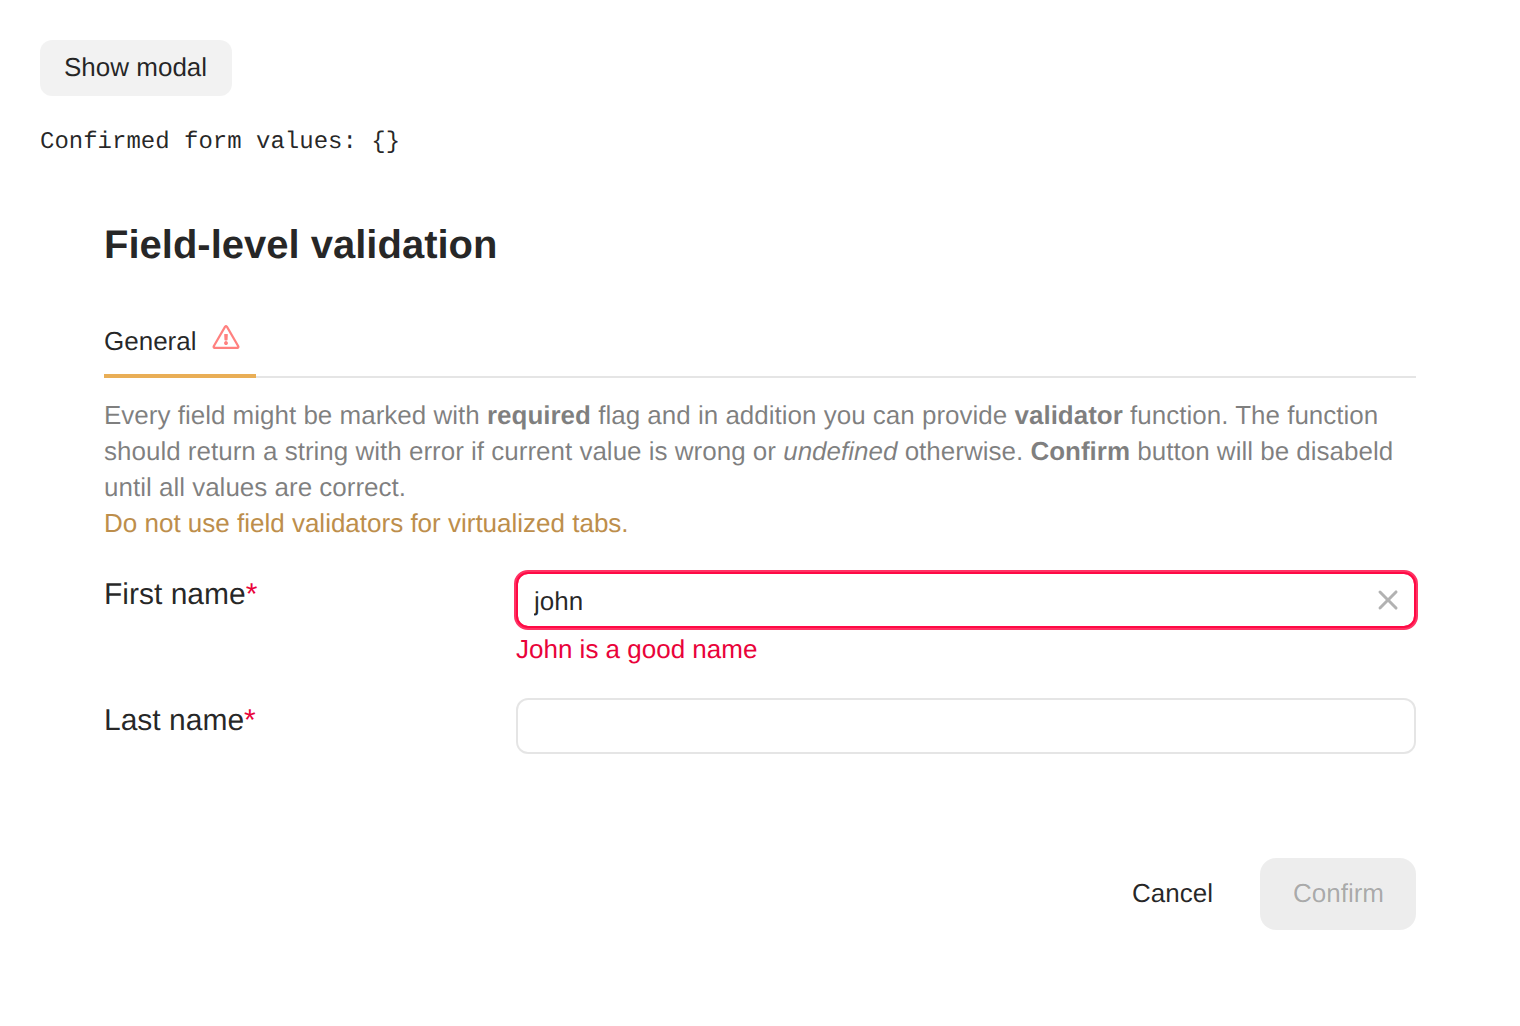 Show modal
Confirmed form values: {}
Field-level validation
General
Every field might be marked with required flag and in addition you can provide validator function. The function
should return a string with error if current value is wrong or undefined otherwise. Confirm button will be disabeld
until all values are correct.
Do not use field validators for virtualized tabs.
First name*
john
John is a good name
Last name*
Cancel
Confirm